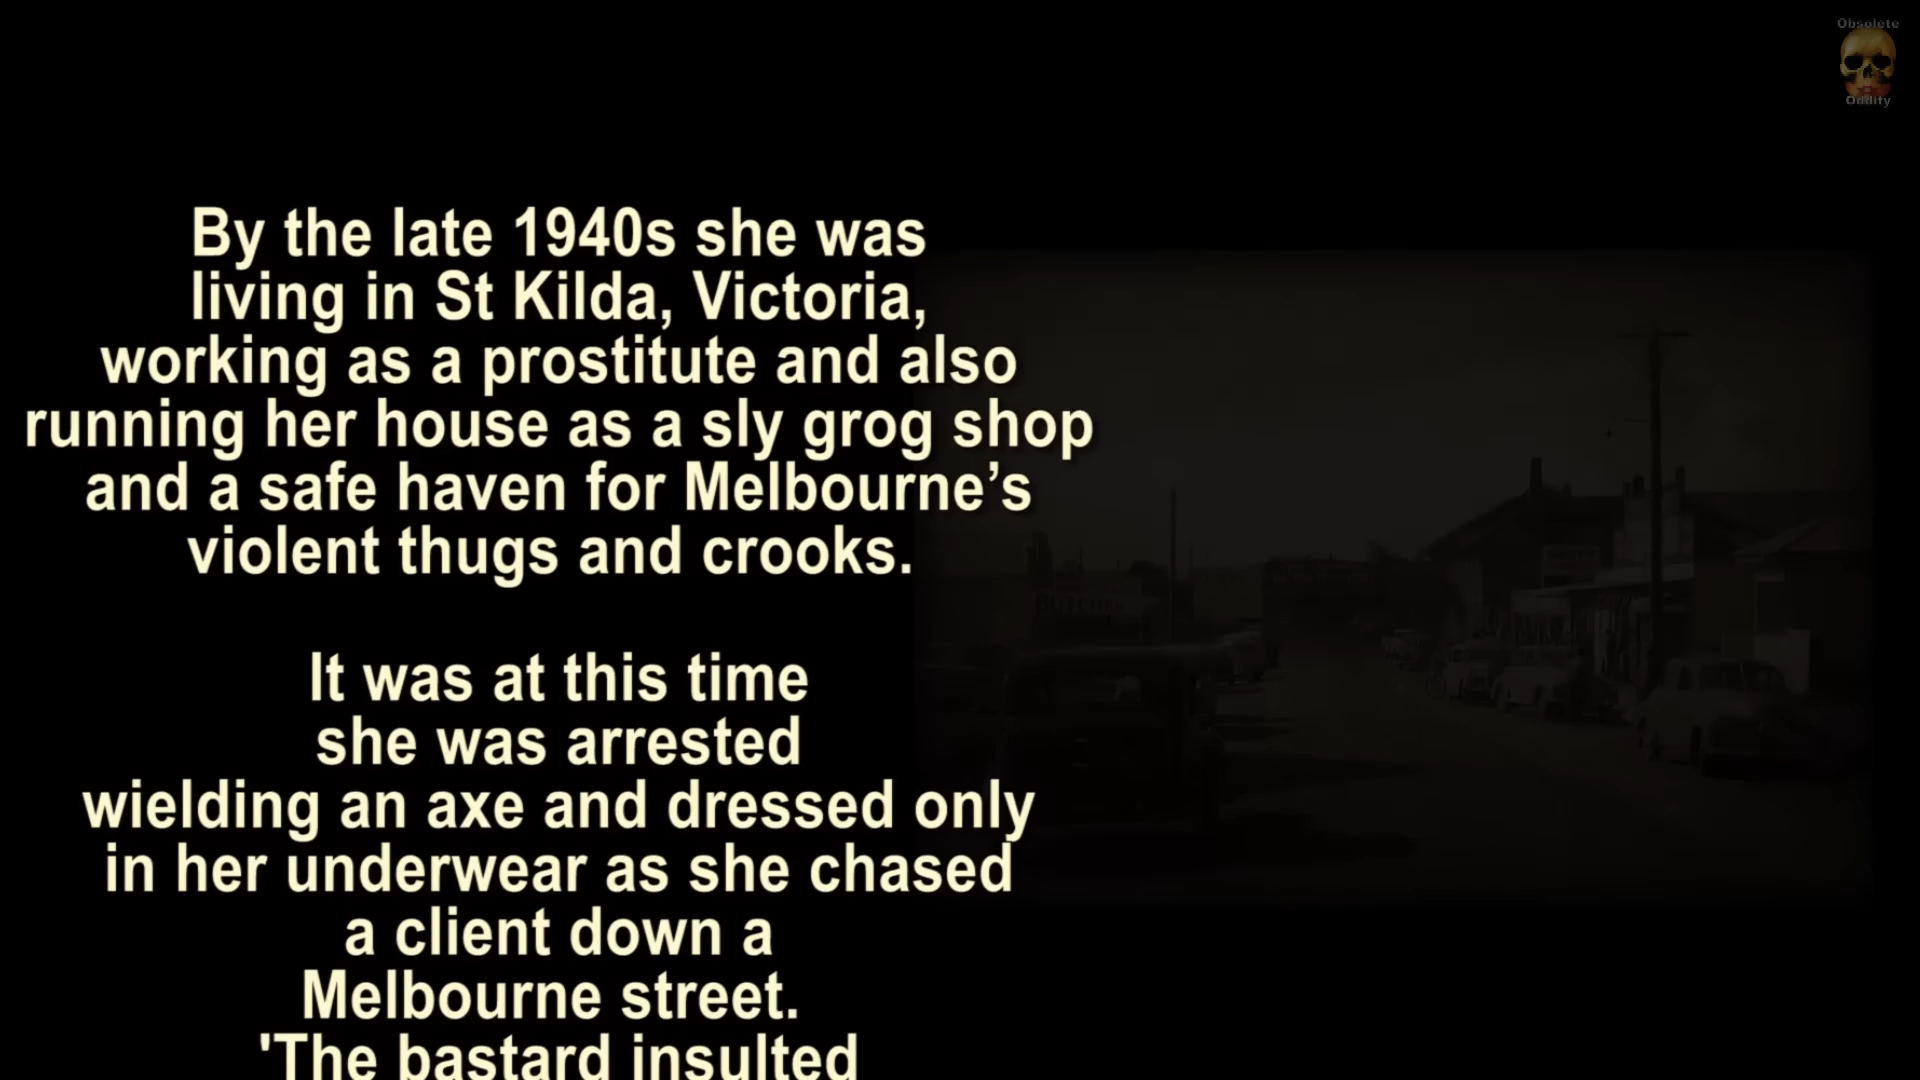 Obsolete
Oddity
By the late 1940s she was
living in St Kilda, Victoria,
working as a prostitute and also
running her house as a sly grog shop
and a safe haven for Melbourne’s
violent thugs and crooks.
It was at this time
she was arrested
wielding an axe and dressed only
in her underwear as she chased
a client down a
Melbourne street.
'The bastard insulted